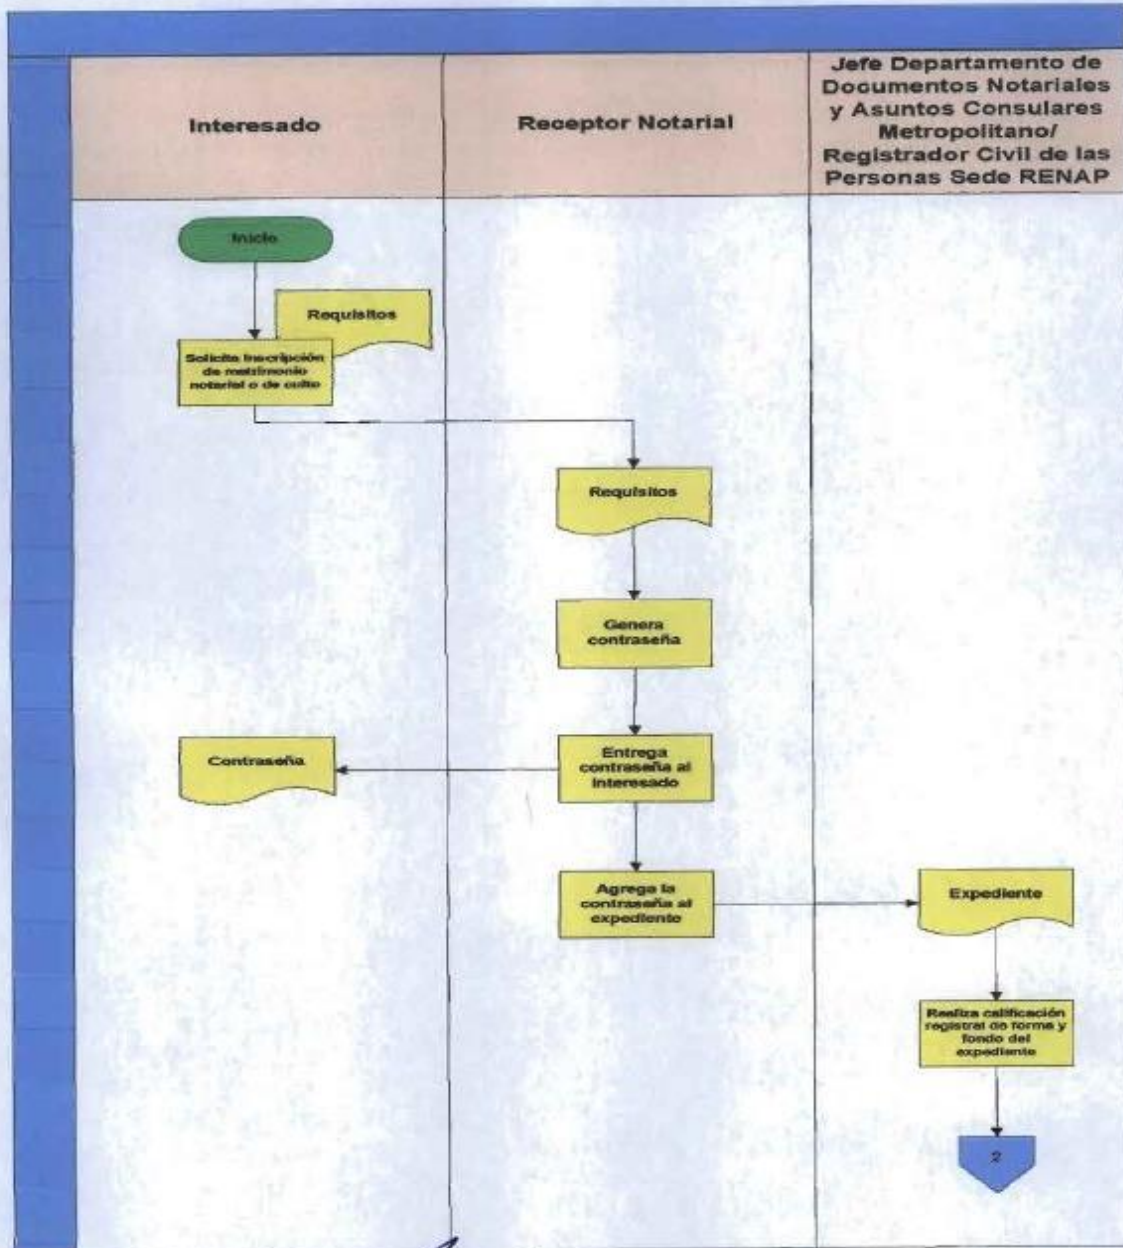 Interesado
Receptor Notarial
Jefe Departamento de
Documentos Notariales
y Asuntos Consulares
Metropolitano/
Registrador Civil de las
Personas Sede RENAP
Inicio
Requisitos
Solicita inscripción
de matrimonio
notarial o de culto
Requisitos
Genera
contraseña
Contraseña
Entrega
contraseña al
interesado
Agrega la
contraseña al
expediente
Expediente
Realiza calificación
registral de forma y
fondo del
expediente
2